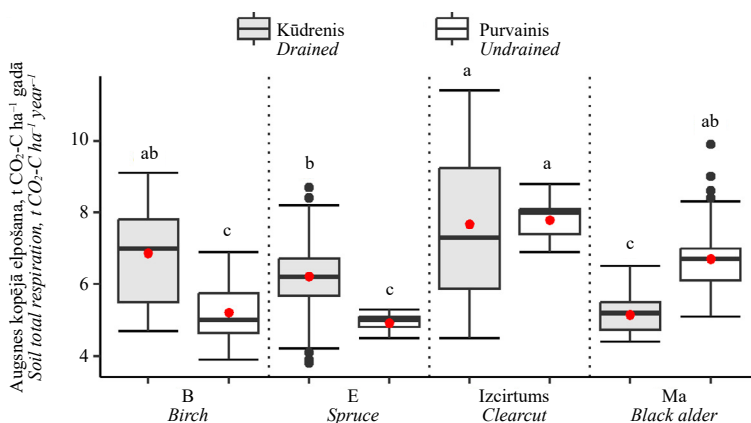 Kūdrenis
Drained
Purvainis
Undrained
Augsnes kopējā elpošana, t CO₂-C ha⁻¹ gadā
Soil total respiration, t CO₂-C ha⁻¹ year⁻¹
10
8
6
4
ab
c
b
c
a
a
c
ab
B
Birch
E
Spruce
Izcirtums
Clearcut
Ma
Black alder